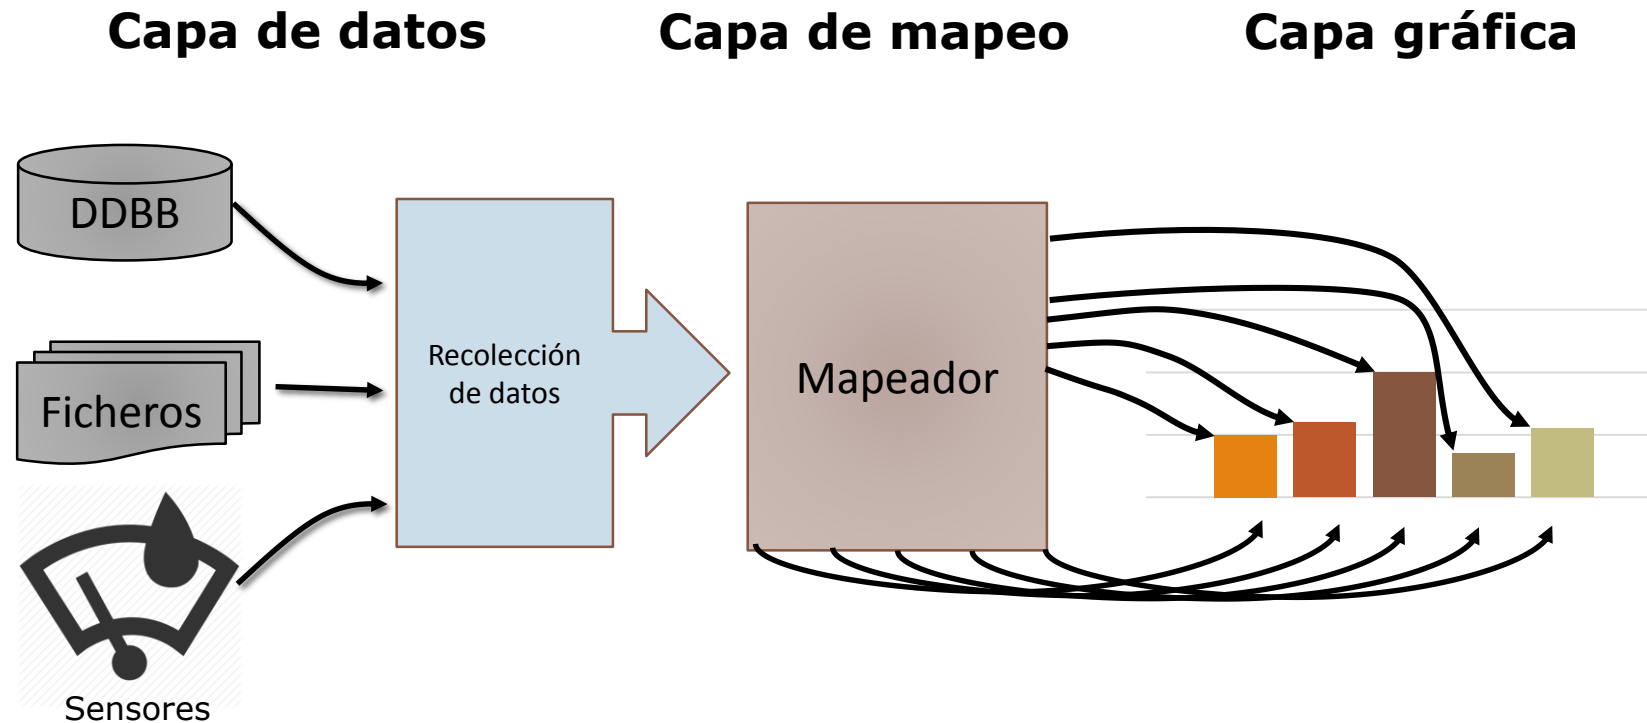 Capa de datos
Capa de mapeo
Capa gráfica
DDBB
Ficheros
Sensores
Recolección
de datos
Mapeador